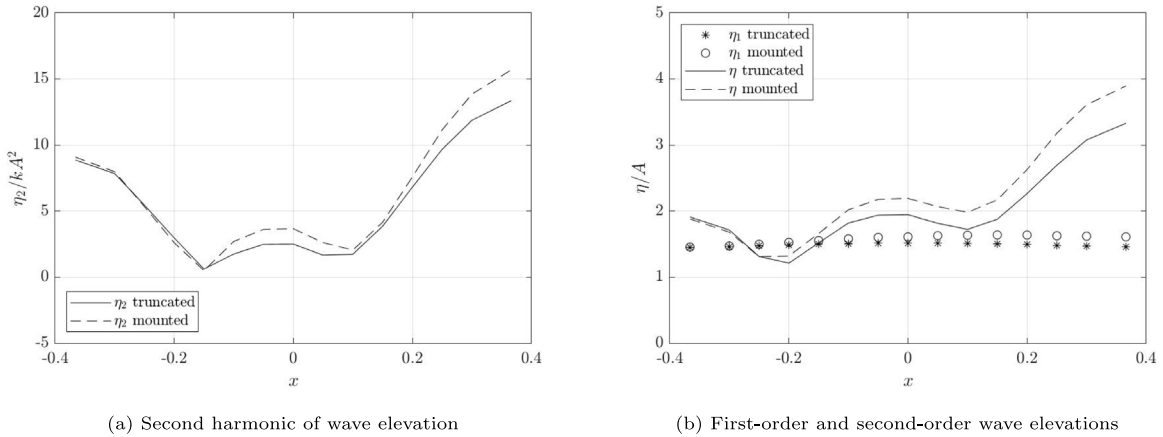 20
15
10
5
0
-5
η₂/kA²
η₂ truncated
η₂ mounted
-0.4
-0.2
0
0.2
0.4
x
(a) Second harmonic of wave elevation
5
4
3
2
1
0
η/A
η₁ truncated
η₁ mounted
η truncated
η mounted
-0.4
-0.2
0
0.2
0.4
x
(b) First-order and second-order wave elevations